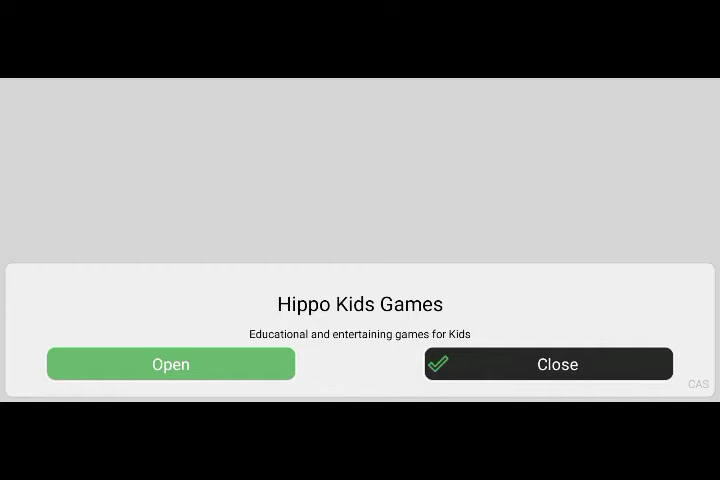 Hippo Kids Games
Educational and entertaining games for Kids
Open
Close
CAS